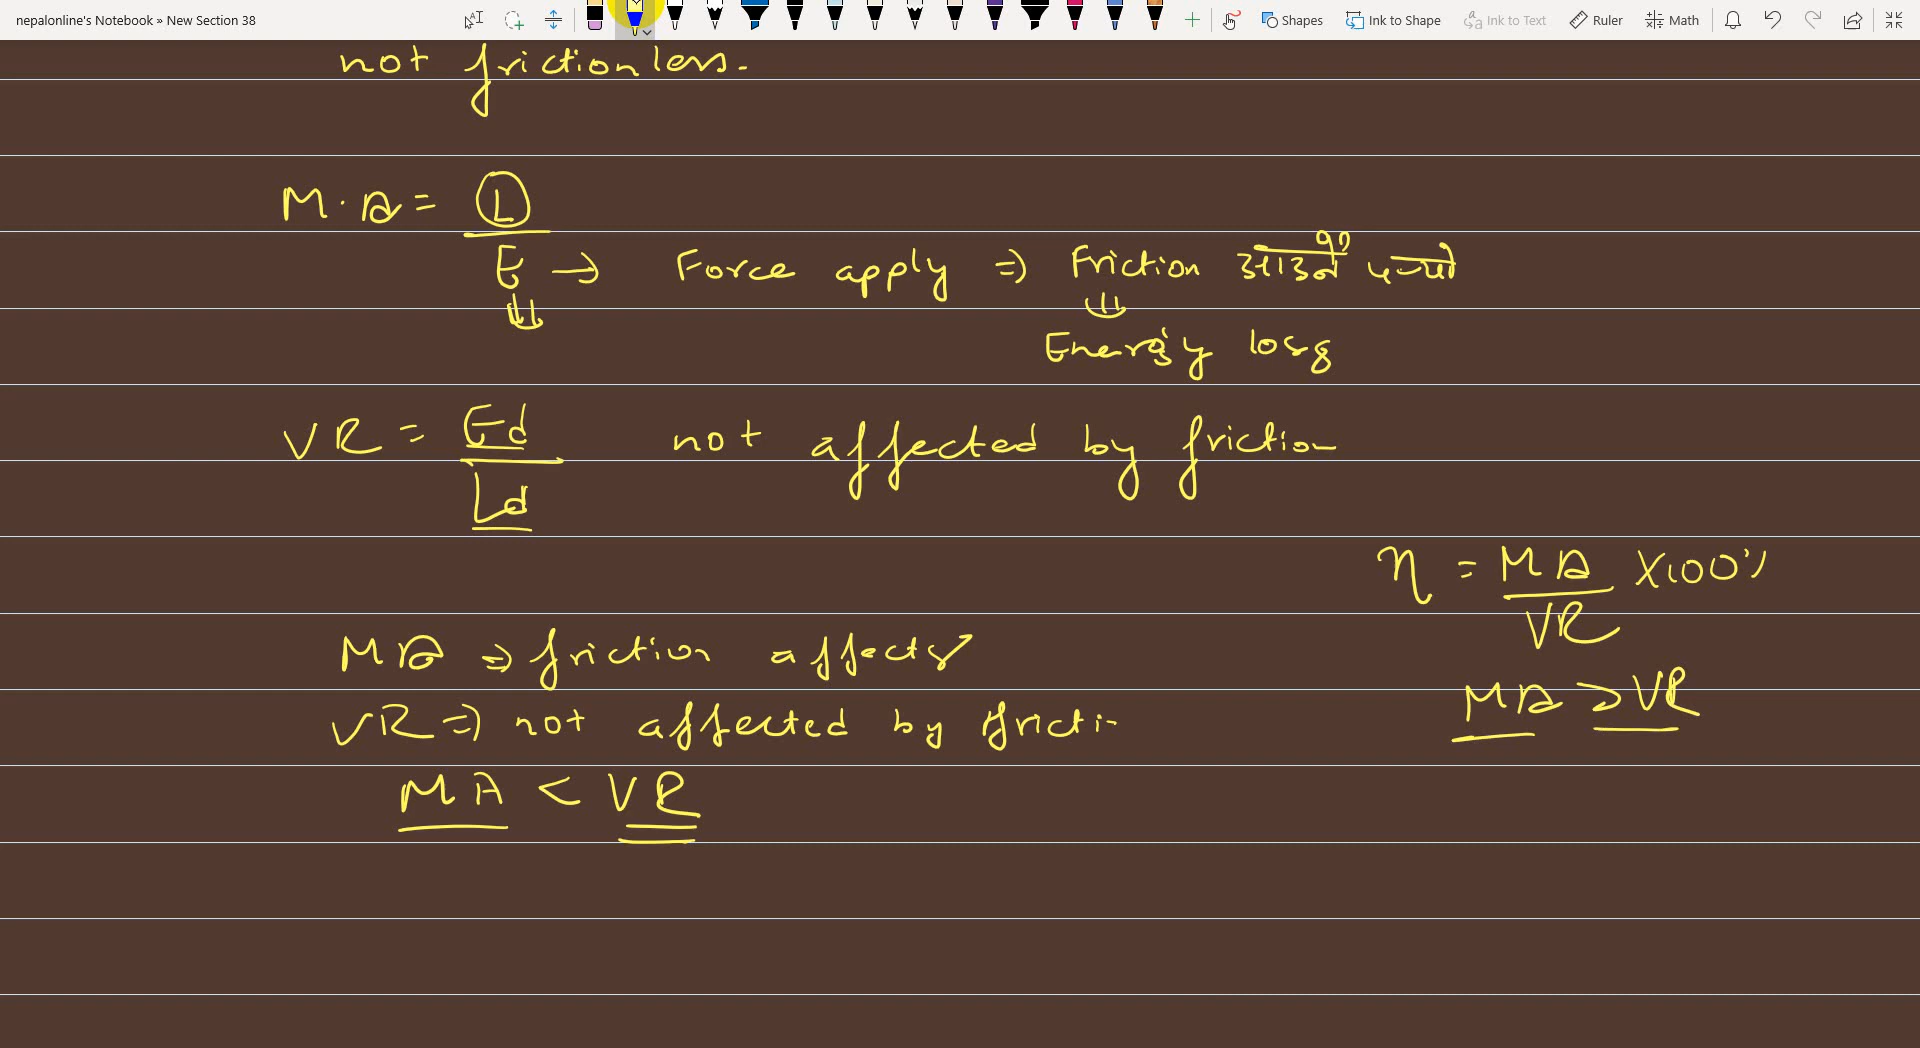 nepalonline's Notebook » New Section 38
Shapes Ink to Shape Ink to Text Ruler Math
not frictionless.
M.A = L
E → Force apply ⇒ Friction
Energy loss
VR = Ed not affected by friction
Ld
η = MA X100%
VR
MA ⇒ friction affects
MA > VR
VR ⇒ not affected by fricti
MA < VR